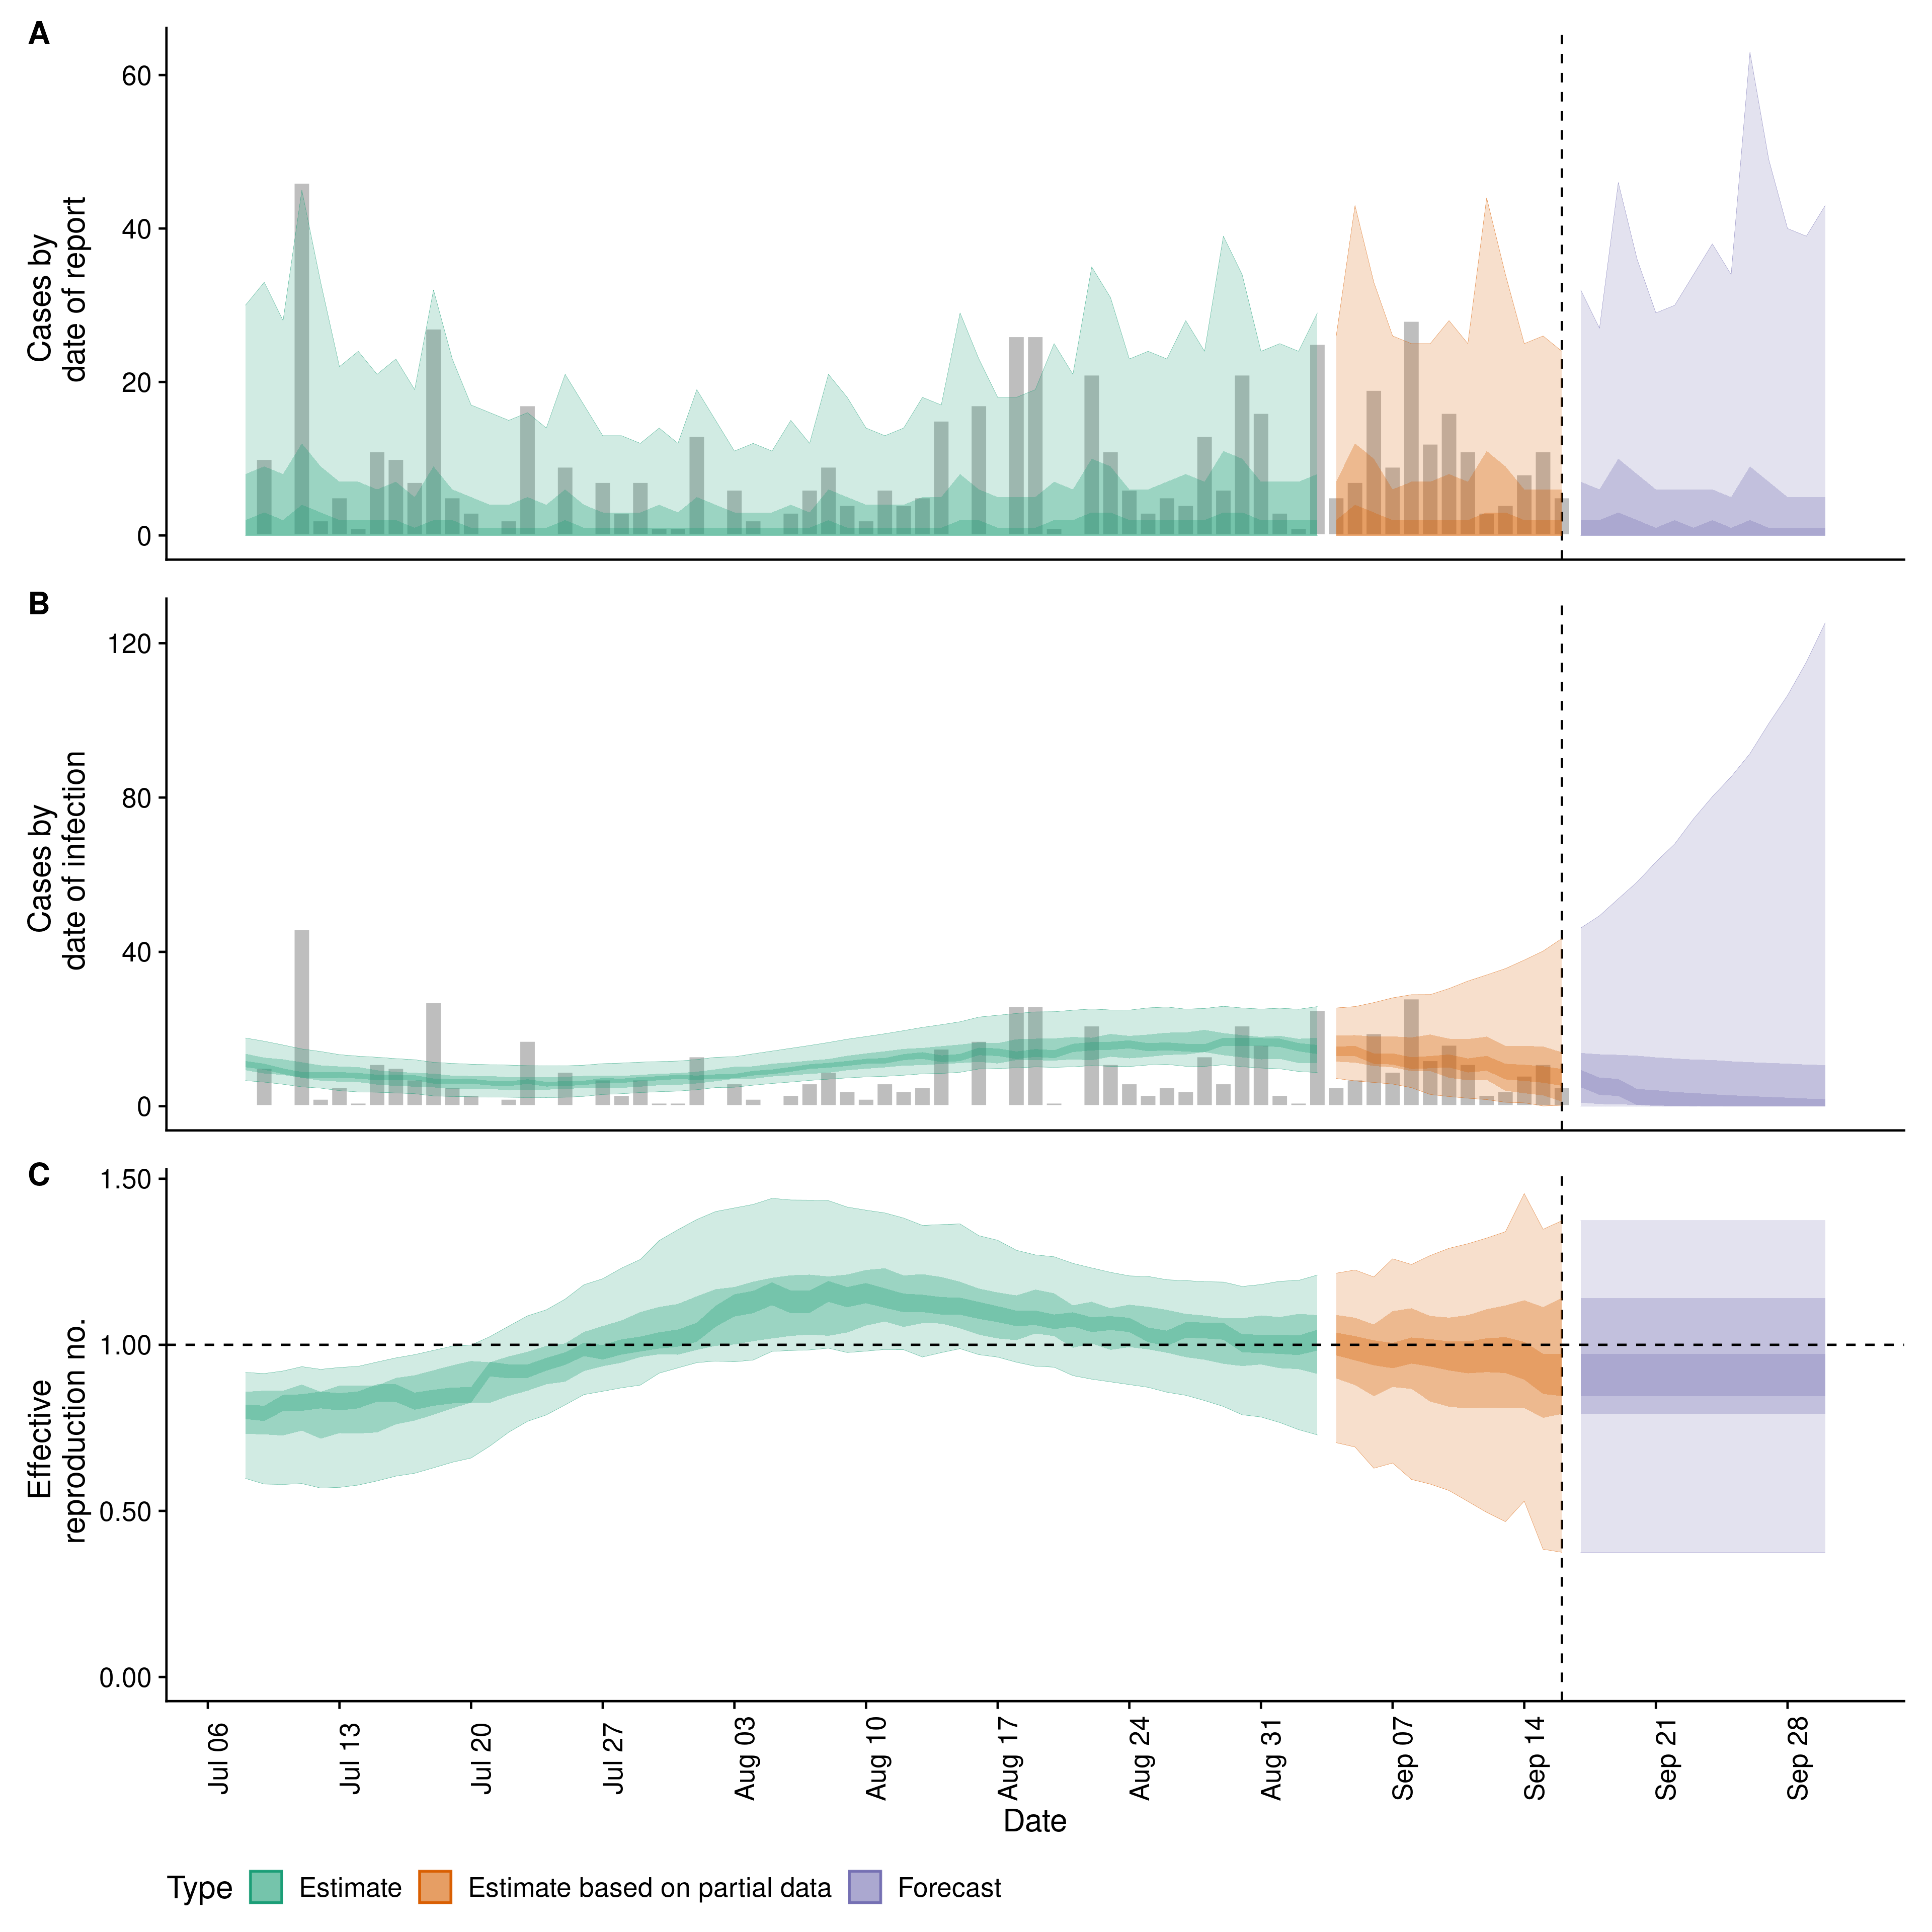 A
60
40
20
0
Cases by
date of report
B
120
80
40
0
Cases by
date of infection
C
1.50
1.00
0.50
0.00
Effective
reproduction no.
Jul 06
Jul 13
Jul 20
Jul 27
Aug 03
Aug 10
Aug 17
Aug 24
Aug 31
Sep 07
Sep 14
Sep 21
Sep 28
Date
Type Estimate Estimate based on partial data Forecast